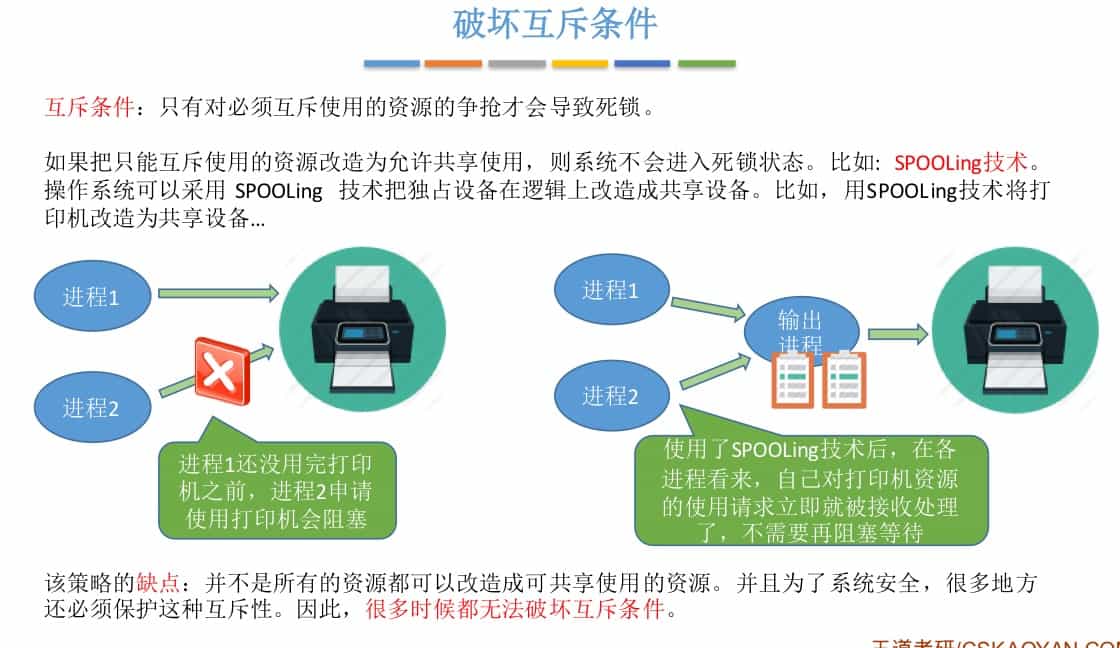 破坏互斥条件
互斥条件：只有对必须互斥使用的资源的争抢才会导致死锁。
如果把只能互斥使用的资源改造为允许共享使用，则系统不会进入死锁状态。比如: SPOOLing技术。
操作系统可以采用 SPOOLing 技术把独占设备在逻辑上改造成共享设备。比如，用SPOOLing技术将打
印机改造为共享设备…
进程1
进程2
进程1还没用完打印
机之前，进程2申请
使用打印机会阻塞
进程1
进程2
输出
进程
使用了SPOOLing技术后，在各
进程看来，自己对打印机资源
的使用请求立即就被接收处理
了，不需要再阻塞等待
该策略的缺点：并不是所有的资源都可以改造成可共享使用的资源。并且为了系统安全，很多地方
还必须保护这种互斥性。因此，很多时候都无法破坏互斥条件。
王道考研/CSKAOYAN.COM